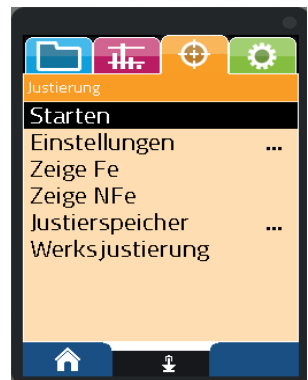 Justierung
Starten
Einstellungen ...
Zeige Fe
Zeige NFe
Justierspeicher ...
Werksjustierung